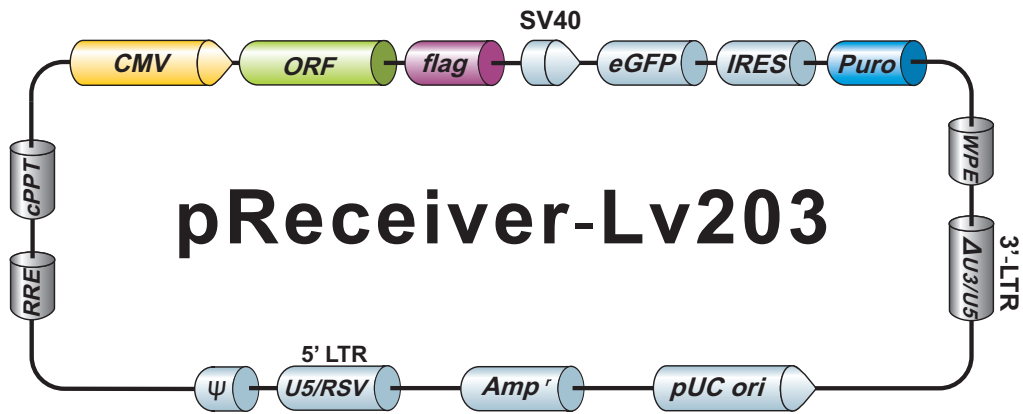 SV40
CMV
ORF
flag
eGFP
IRES
Puro
cPPT
WPE
pReceiver-Lv203
RRE
ΔU3/U5
3'-LTR
5' LTR
Ψ
U5/RSV
Amp r
pUC ori